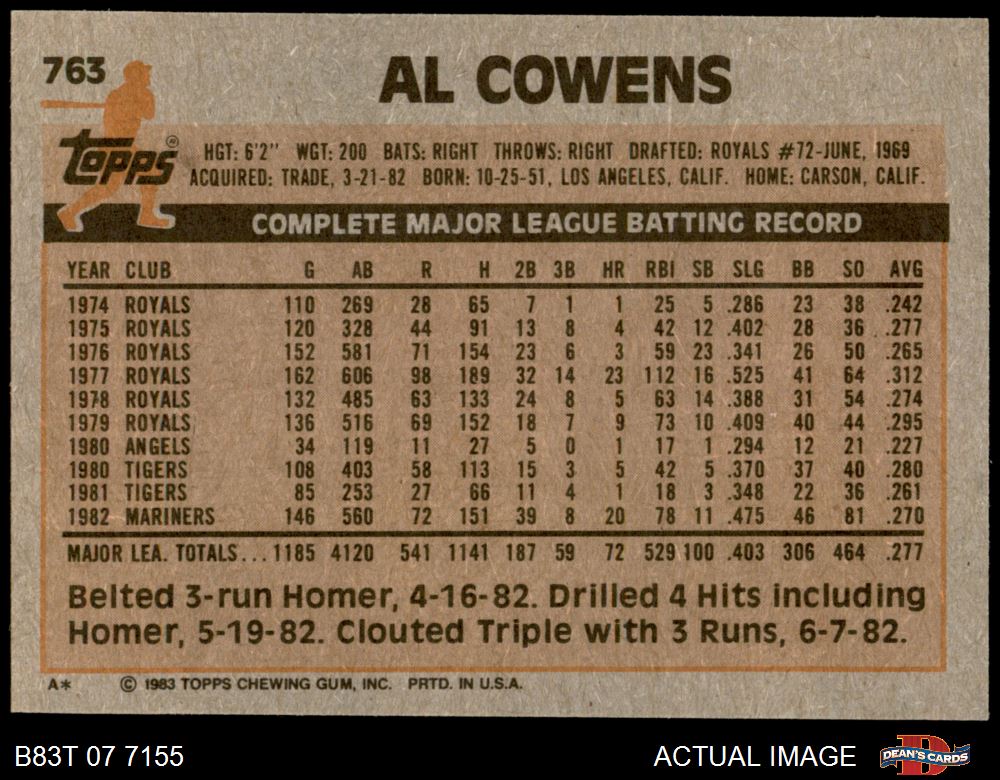 763
AL COWENS
Topps®
HGT: 6'2" WGT: 200 BATS: RIGHT THROWS: RIGHT DRAFTED: ROYALS #72-JUNE, 1969
ACQUIRED: TRADE, 3-21-82 BORN: 10-25-51, LOS ANGELES, CALIF. HOME: CARSON, CALIF.
COMPLETE MAJOR LEAGUE BATTING RECORD
YEAR CLUB G AB R H 2B 3B HR RBI SB SLG BB SO AVG
1974 ROYALS 110 269 28 65 7 1 1 25 5 .286 23 38 .242
1975 ROYALS 120 328 44 91 13 8 4 42 12 .402 28 36 .277
1976 ROYALS 152 581 71 154 23 6 3 59 23 .341 26 50 .265
1977 ROYALS 162 606 98 189 32 14 23 112 16 .525 41 64 .312
1978 ROYALS 132 485 63 133 24 8 5 63 14 .388 31 54 .274
1979 ROYALS 136 516 69 152 18 7 9 73 10 .409 40 44 .295
1980 ANGELS 34 119 11 27 5 0 1 17 1 .294 12 21 .227
1980 TIGERS 108 403 58 113 15 3 5 42 5 .370 37 40 .280
1981 TIGERS 85 253 27 66 11 4 1 18 3 .348 22 36 .261
1982 MARINERS 146 560 72 151 39 8 20 78 11 .475 46 81 .270
MAJOR LEA. TOTALS...1185 4120 541 1141 187 59 72 529 100 .403 306 464 .277
Belted 3-run Homer, 4-16-82. Drilled 4 Hits including
Homer, 5-19-82. Clouted Triple with 3 Runs, 6-7-82.
A* © 1983 TOPPS CHEWING GUM, INC. PRTD. IN U.S.A.
B83T 07 7155 ACTUAL IMAGE DEAN'S CARDS